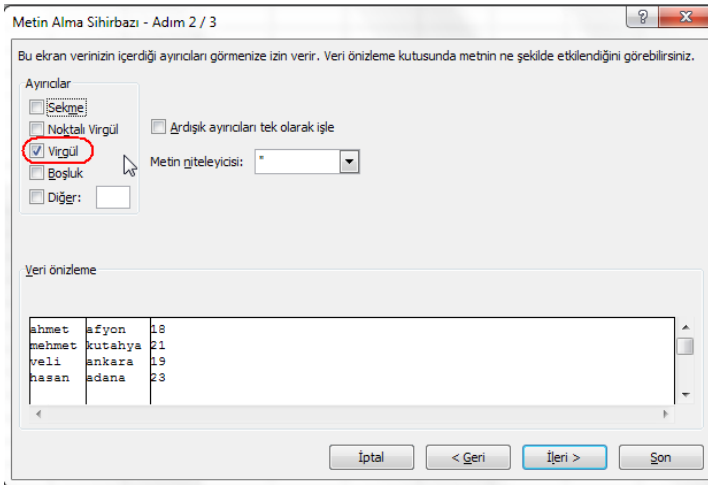 Metin Alma Sihirbazı - Adım 2 / 3
Bu ekran verinizin içerdiği ayırıcıları görmenize izin verir. Veri önizleme kutusunda metnin ne şekilde etkilendiğini görebilirsiniz.
Ayırıcılar
Sekme
Noktalı Virgül
Virgül
Boşluk
Diğer:
Ardışık ayırıcıları tek olarak işle
Metin niteleyicisi: "
Veri önizleme
ahmet afyon 18
mehmet kutahya 21
veli ankara 19
hasan adana 23
İptal < Geri İleri > Son